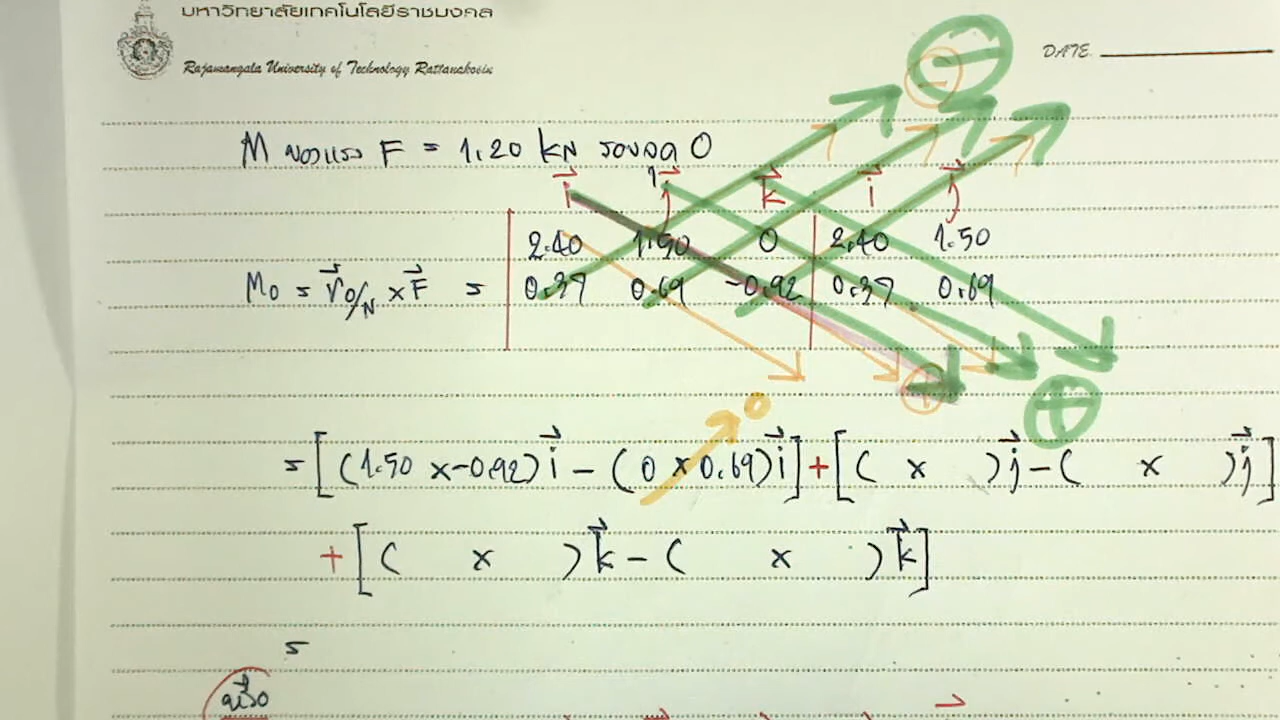 มหาวิทยาลัยเทคโนโลยีราชมงคล
Rajamangala University of Technology Rattanakosin
DATE
M ของแรง F = 1.20 kN รอบจุด O
i j k i j
2.40 1.50 0 2.40 1.50
M₀ = r⃗O/N × F⃗ = 0.37 0.69 -0.92 0.37 0.69
= [(1.50 × -0.92)i⃗ - (0 × 0.69)i⃗] + [( × )j⃗ - ( × )j⃗]
0
+ [( × )k⃗ - ( × )k⃗]
=